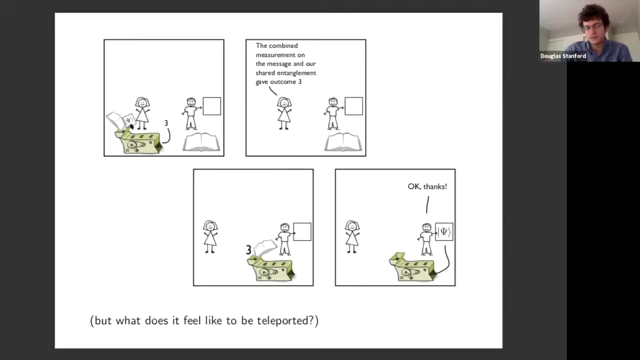 Douglas Stanford
3
The combined
measurement on
the message and our
shared entanglement
gave outcome 3
3
OK, thanks!
|Ψ⟩
(but what does it feel like to be teleported?)